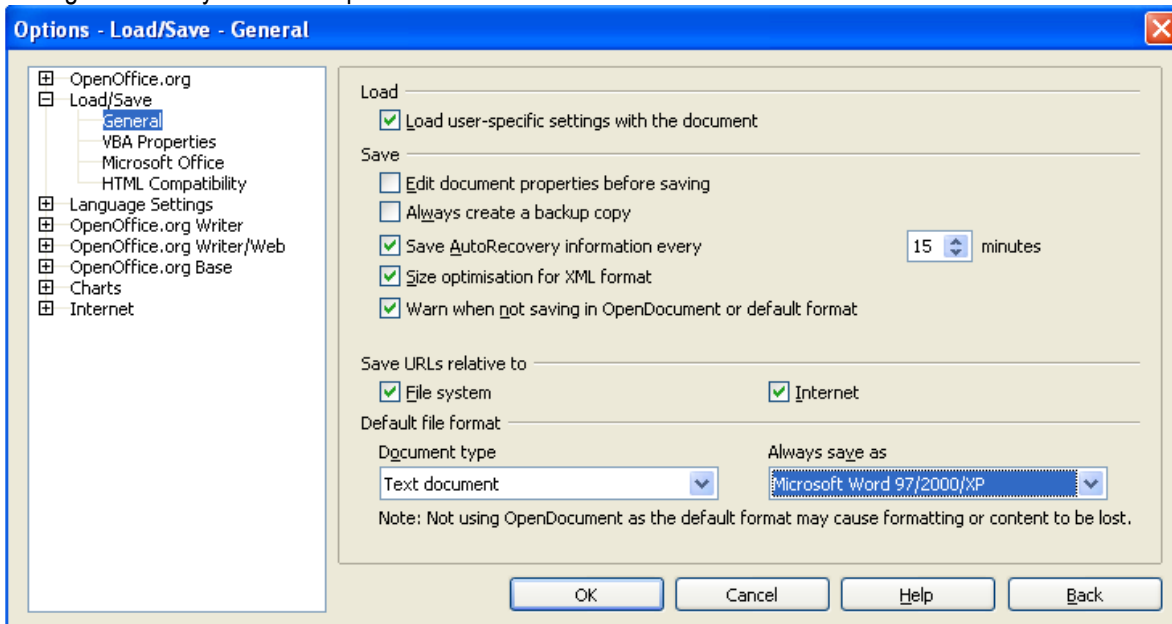 Options - Load/Save - General
OpenOffice.org
Load/Save
General
VBA Properties
Microsoft Office
HTML Compatibility
Language Settings
OpenOffice.org Writer
OpenOffice.org Writer/Web
OpenOffice.org Base
Charts
Internet
Load
Load user-specific settings with the document
Save
Edit document properties before saving
Always create a backup copy
Save AutoRecovery information every 15 minutes
Size optimisation for XML format
Warn when not saving in OpenDocument or default format
Save URLs relative to
File system Internet
Default file format
Document type Always save as
Text document Microsoft Word 97/2000/XP
Note: Not using OpenDocument as the default format may cause formatting or content to be lost.
OK Cancel Help Back